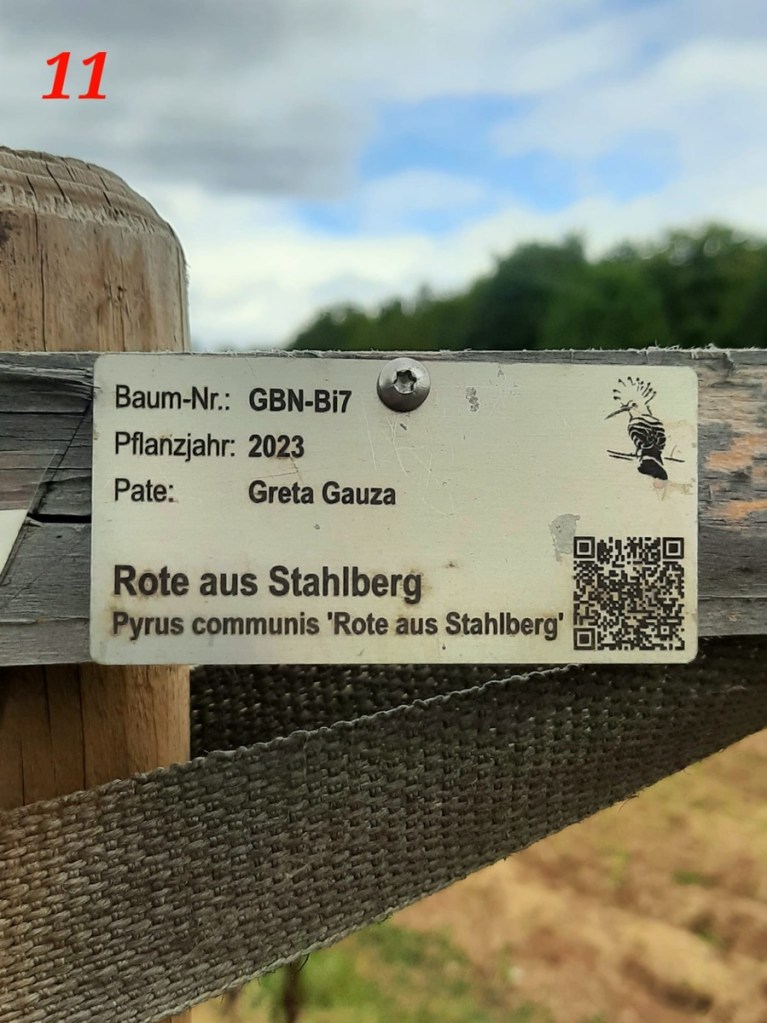 11
Baum-Nr.: GBN-Bi7
Pflanzjahr: 2023
Pate: Greta Gauza
Rote aus Stahlberg
Pyrus communis 'Rote aus Stahlberg'